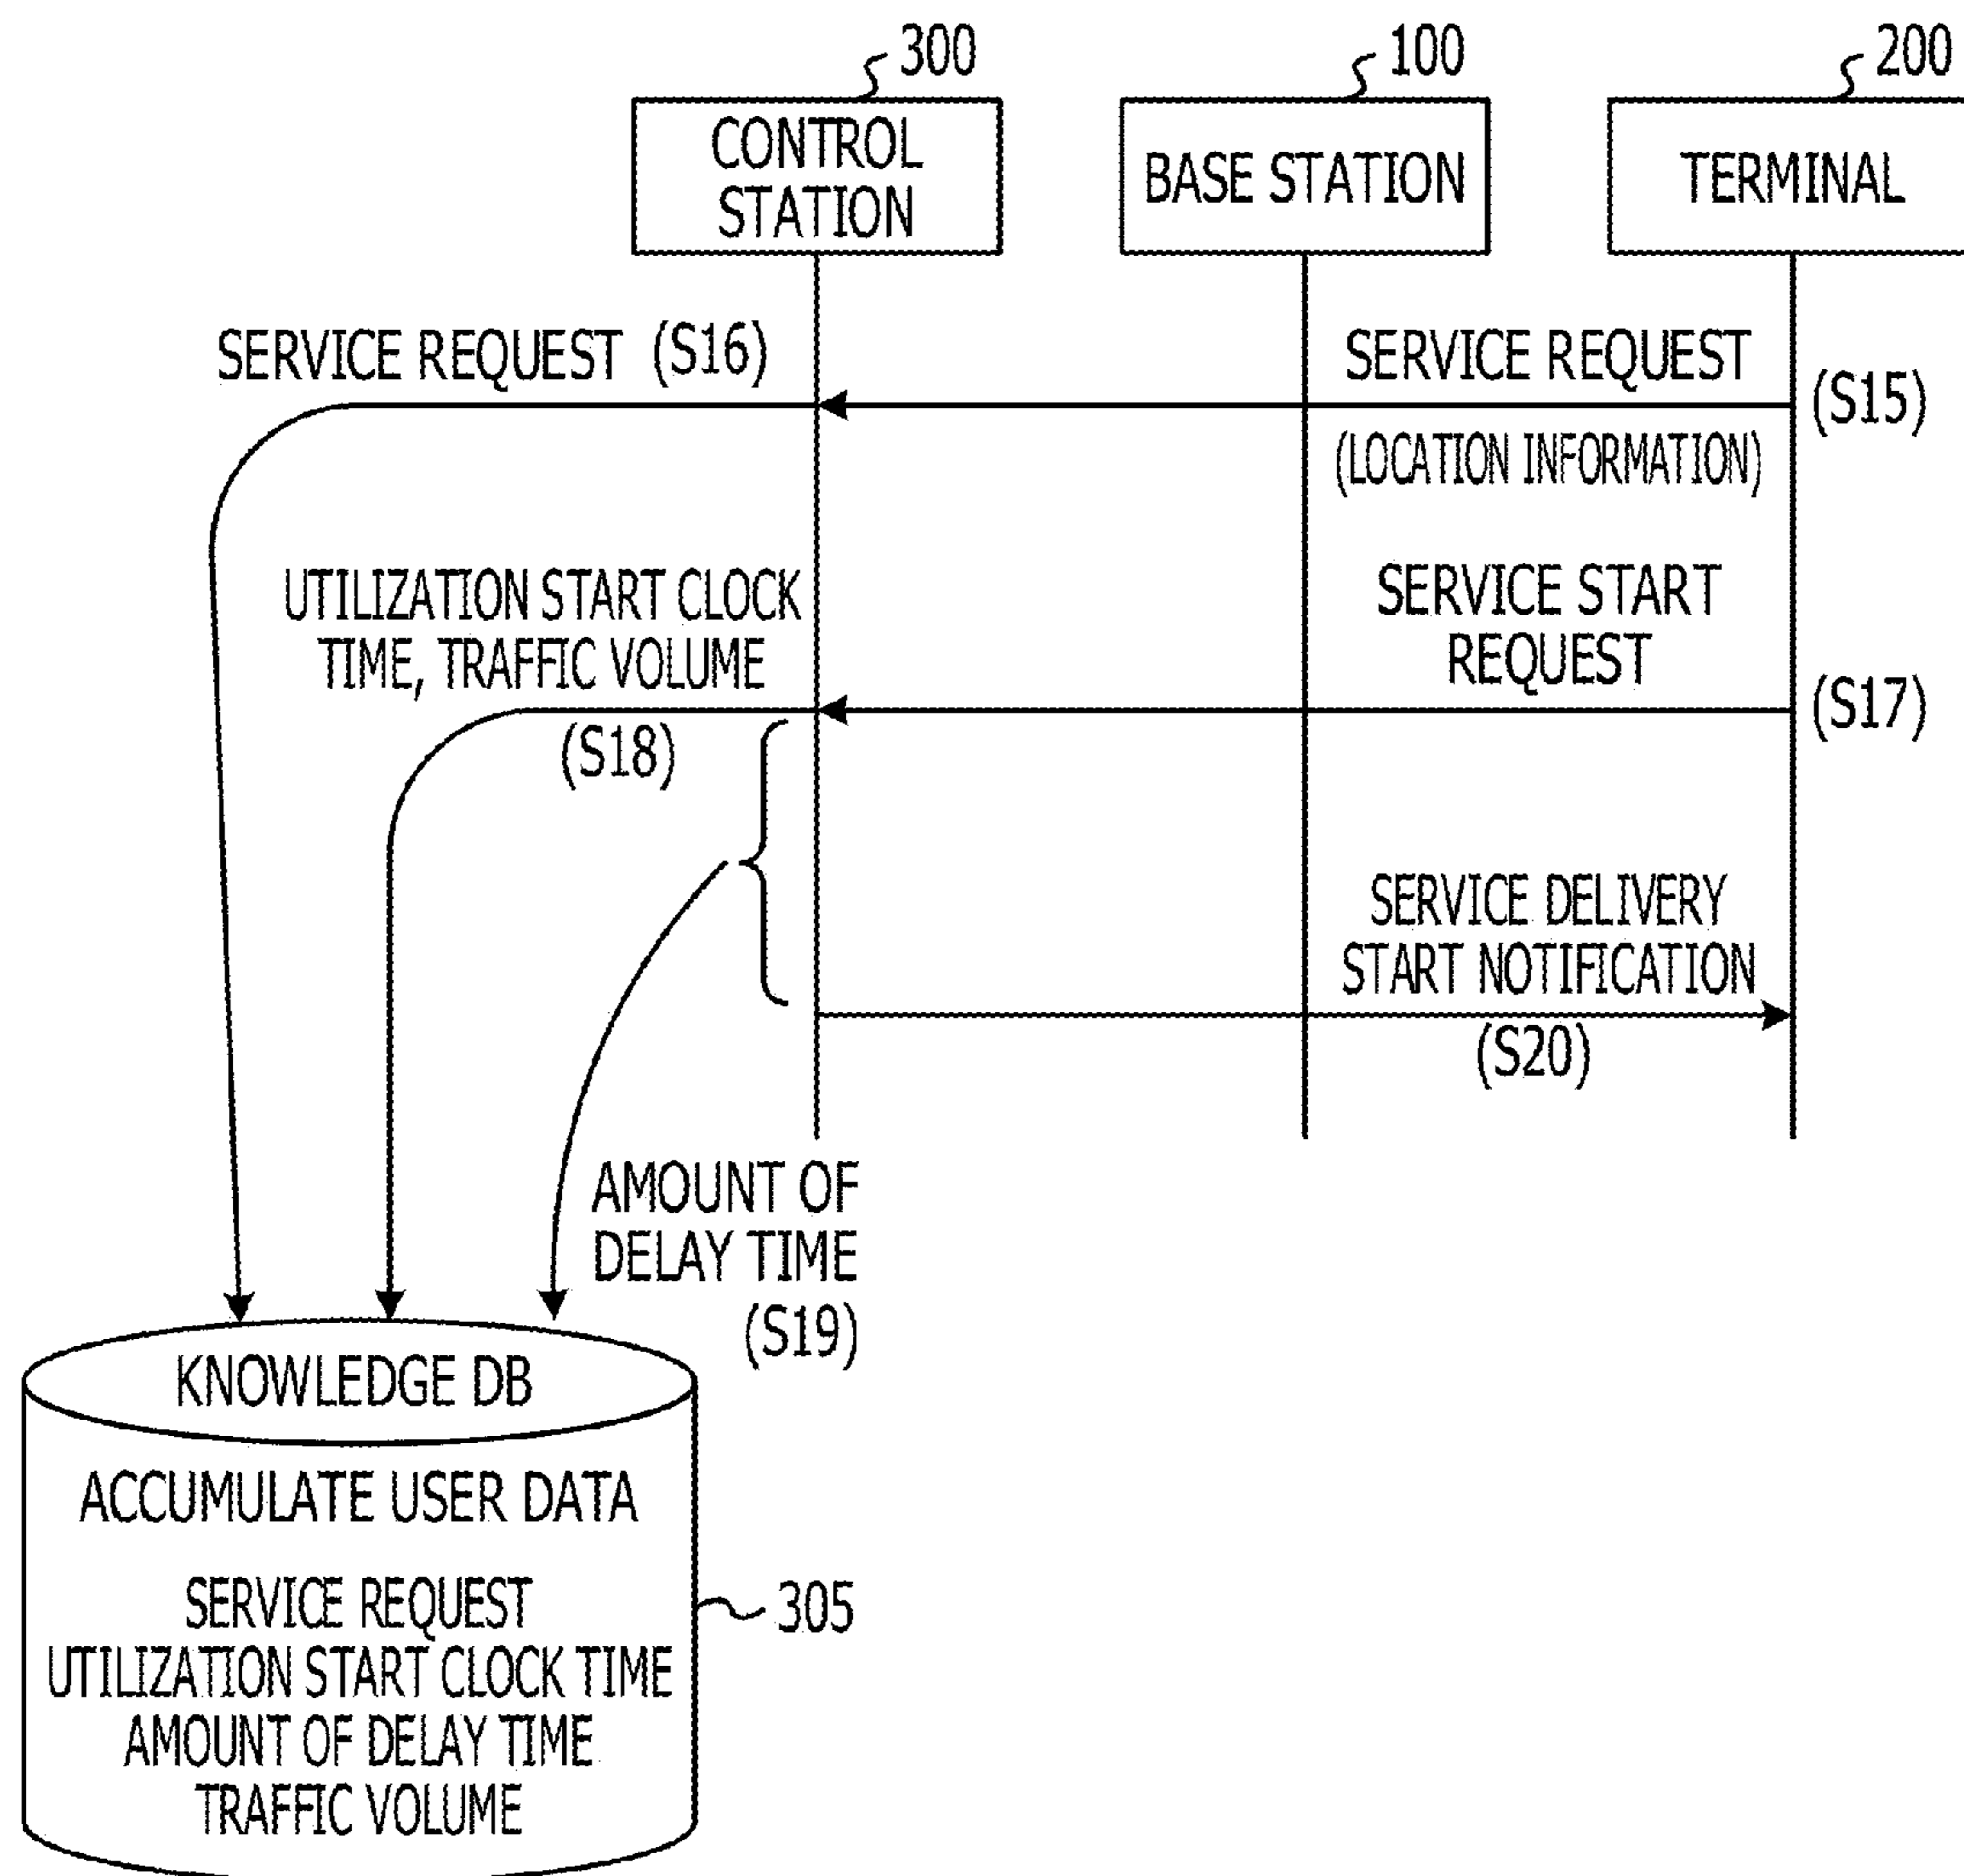 300
100
200
CONTROL
STATION
BASE STATION
TERMINAL
SERVICE REQUEST (S16)
SERVICE REQUEST
(S15)
(LOCATION INFORMATION)
UTILIZATION START CLOCK
TIME, TRAFFIC VOLUME
(S18)
SERVICE START
REQUEST
(S17)
SERVICE DELIVERY
START NOTIFICATION
(S20)
AMOUNT OF
DELAY TIME
(S19)
KNOWLEDGE DB
ACCUMULATE USER DATA
SERVICE REQUEST
UTILIZATION START CLOCK TIME
AMOUNT OF DELAY TIME
TRAFFIC VOLUME
305